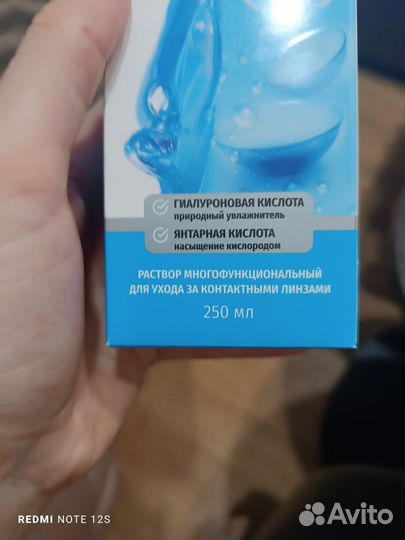 ГИАЛУРОНОВАЯ КИСЛОТА
природный увлажнитель
ЯНТАРНАЯ КИСЛОТА
насыщение кислородом
РАСТВОР МНОГОФУНКЦИОНАЛЬНЫЙ
ДЛЯ УХОДА ЗА КОНТАКТНЫМИ ЛИНЗАМИ
250 мл
REDMI NOTE 12S
Avito